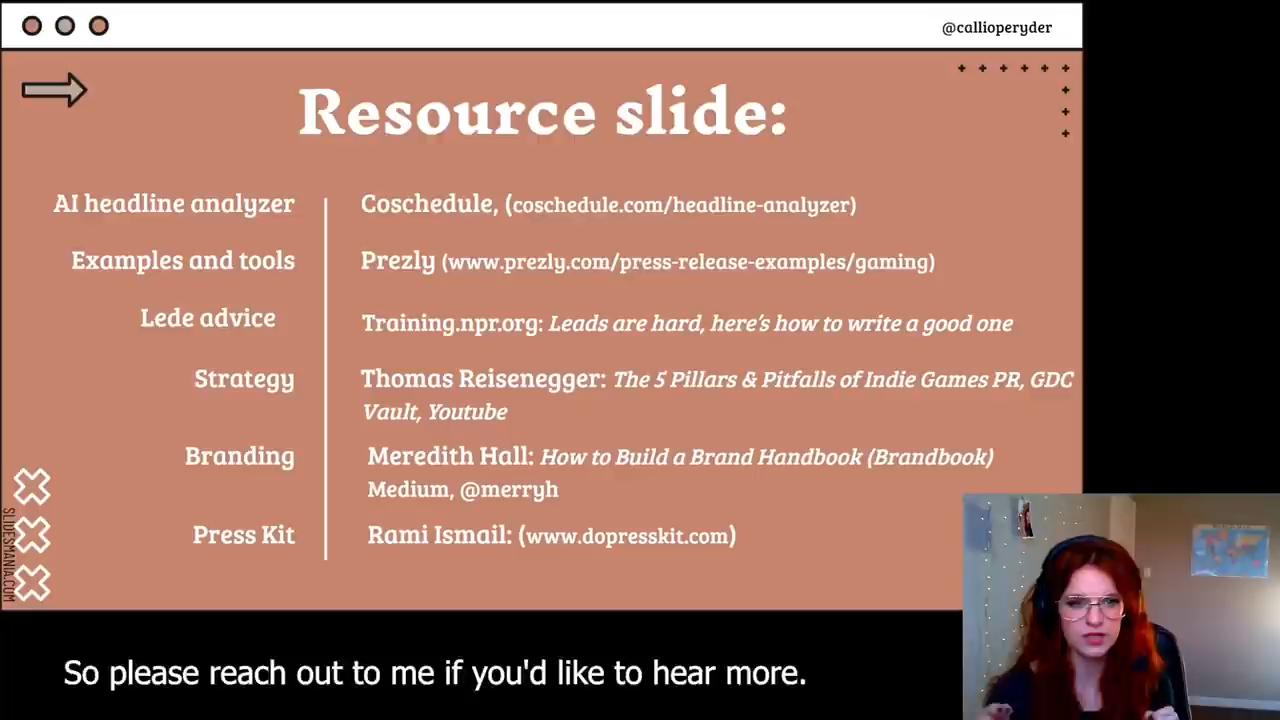 @callioperyder
Resource slide:
AI headline analyzer
Coschedule, (coschedule.com/headline-analyzer)
Examples and tools
Prezly (www.prezly.com/press-release-examples/gaming)
Lede advice
Training.npr.org: Leads are hard, here's how to write a good one
Strategy
Thomas Reisenegger: The 5 Pillars & Pitfalls of Indie Games PR, GDC
Vault, Youtube
Branding
Meredith Hall: How to Build a Brand Handbook (Brandbook)
Medium, @merryh
Press Kit
Rami Ismail: (www.dopresskit.com)
SLIDESMANIA.COM
So please reach out to me if you'd like to hear more.